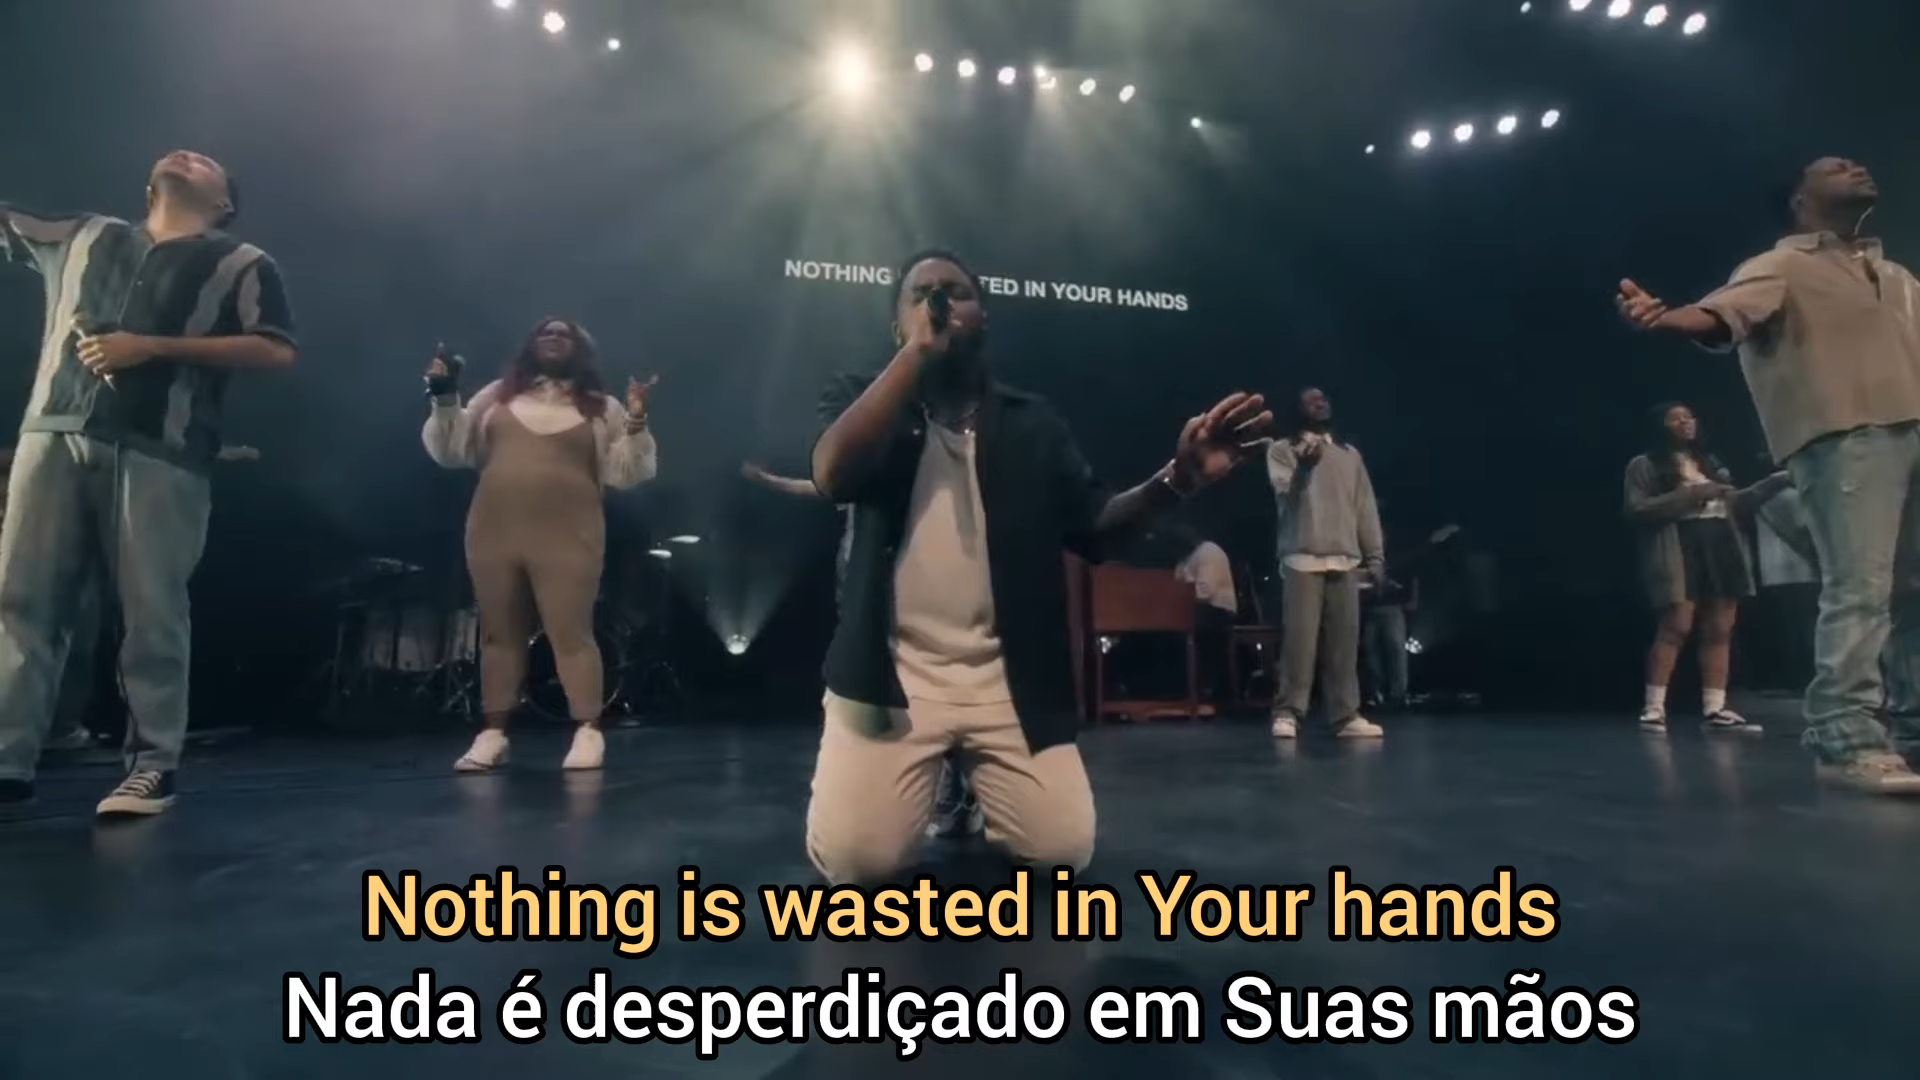 NOTHING TED IN YOUR HANDS
Nothing is wasted in Your hands
Nada é desperdiçado em Suas mãos